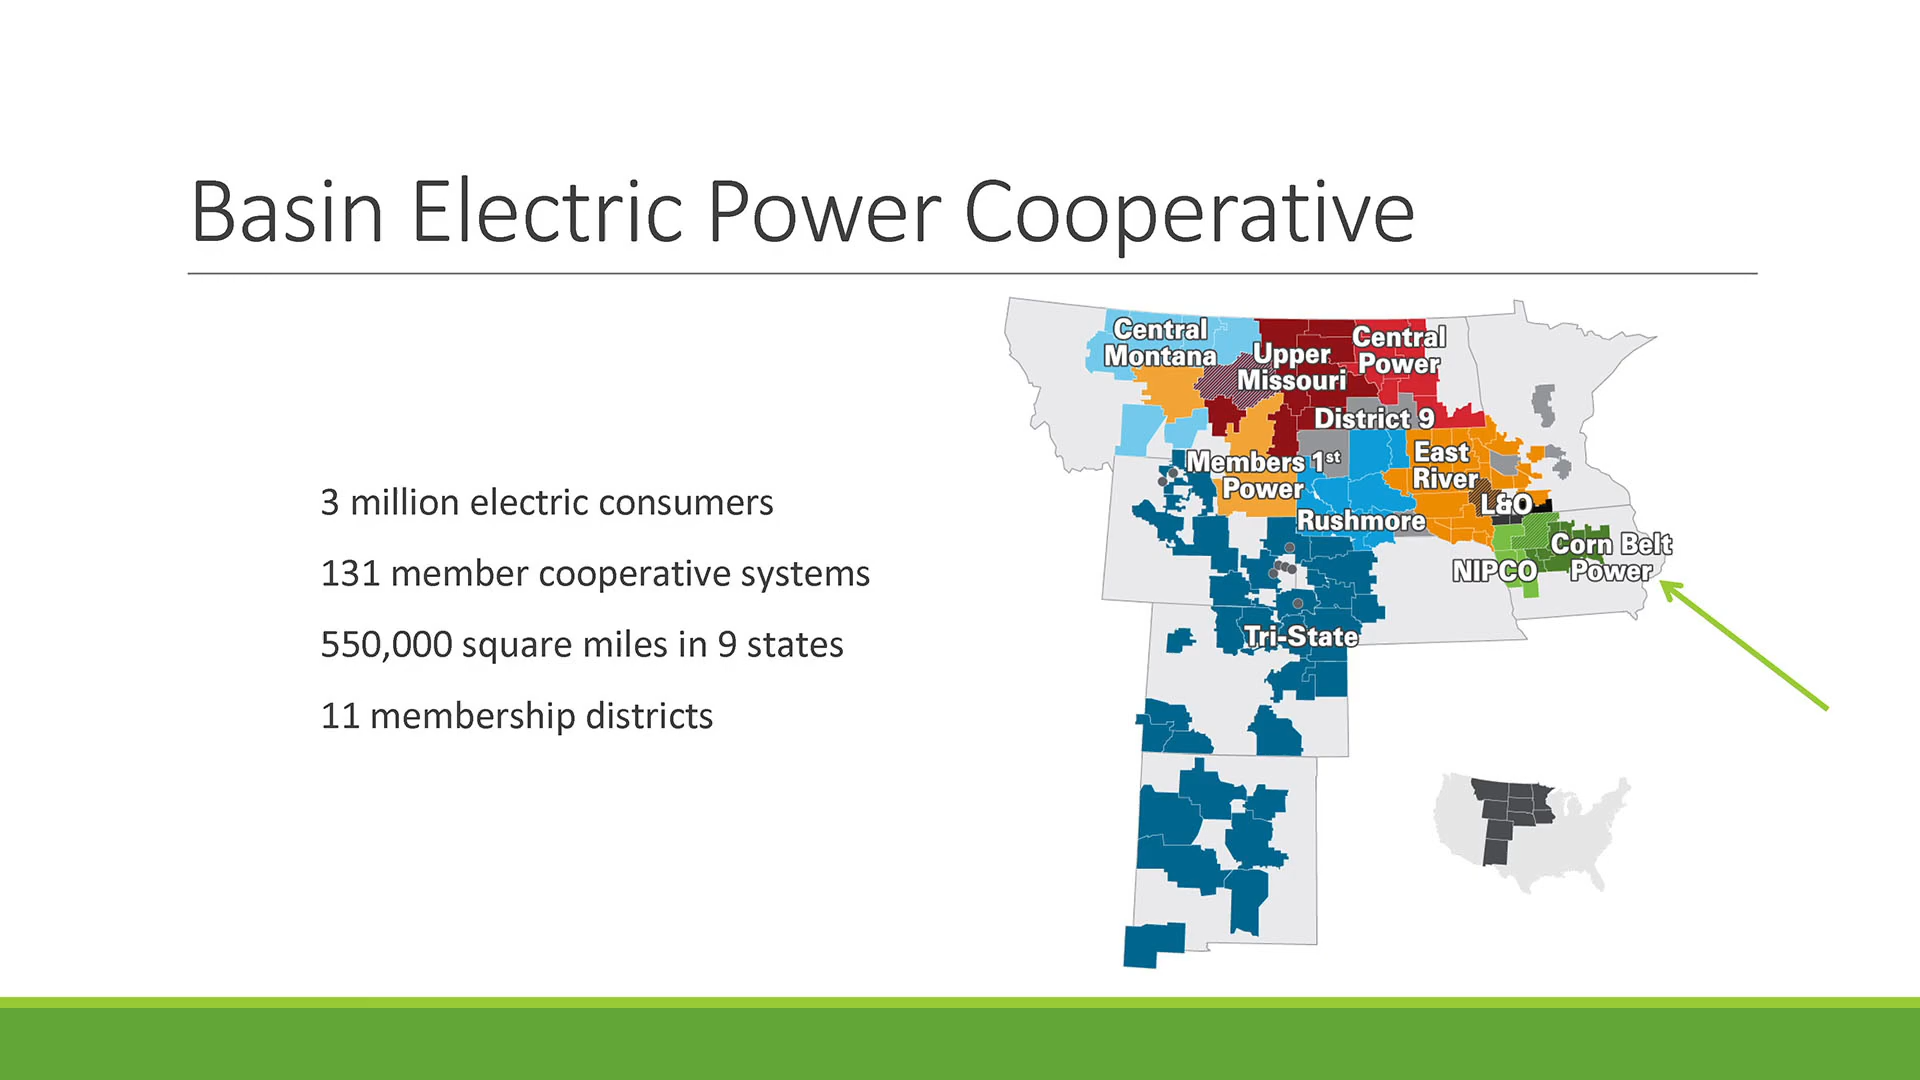 Basin Electric Power Cooperative
3 million electric consumers
131 member cooperative systems
550,000 square miles in 9 states
11 membership districts
Central
Montana
Upper
Missouri
Central
Power
District 9
Members 1st
Power
East
River
L&O
Rushmore
Corn Belt
Power
NIPCO
Tri-State